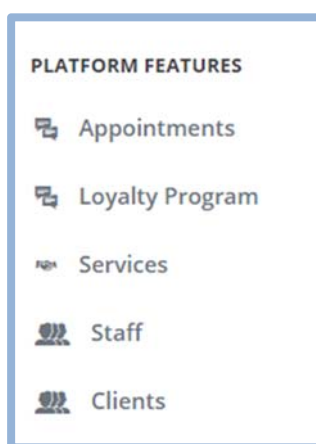 PLATFORM FEATURES
Appointments
Loyalty Program
Services
Staff
Clients